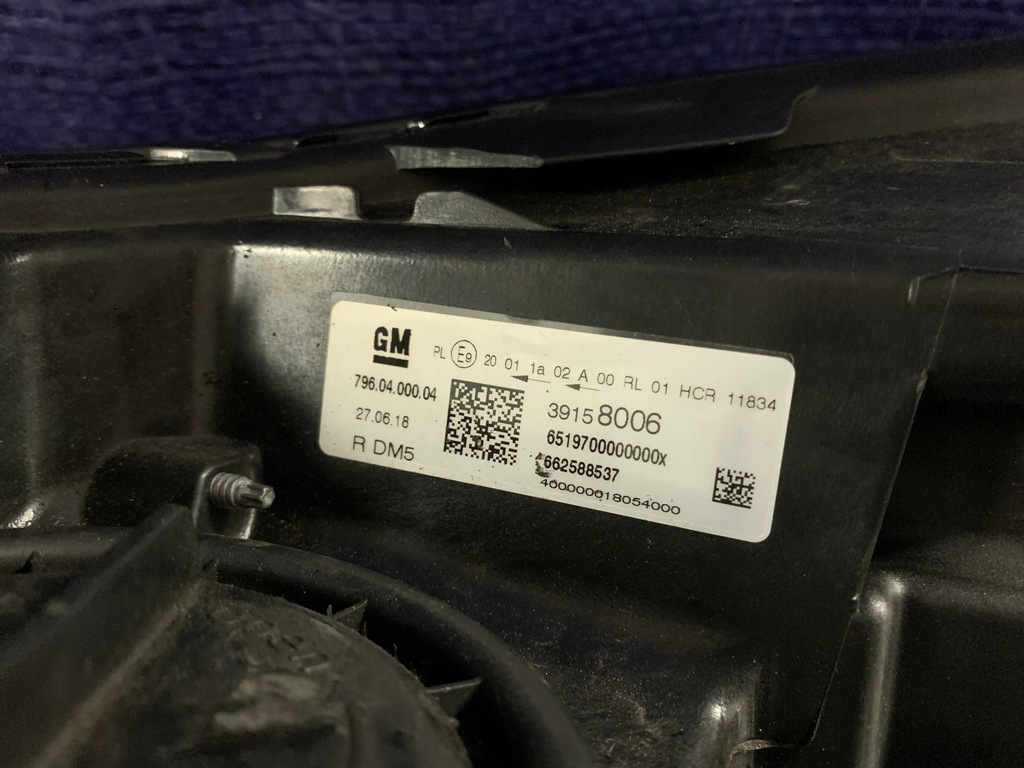 GM
PL E9 20 01 1a 02 A 00 RL 01 HCR 11834
796.04.000.04
27.06.18
R DM5
39158006
6519700000000X
662588537
400000018054000